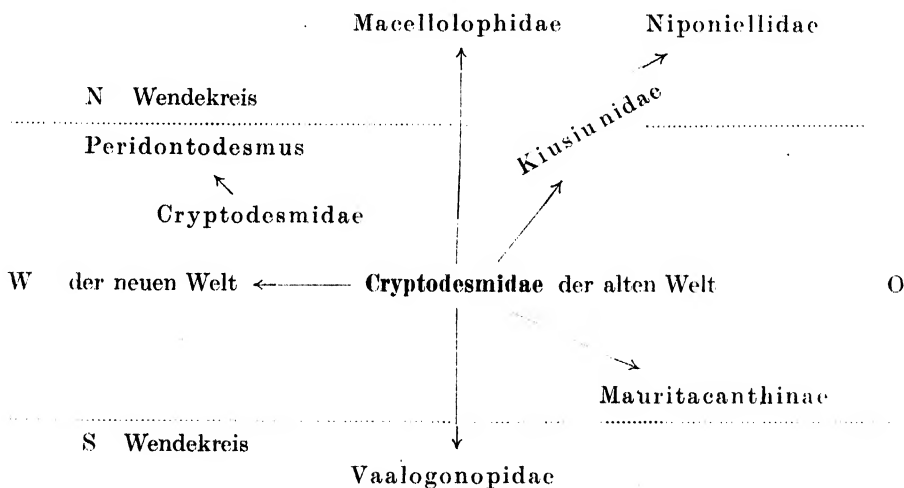 Macellolophidae Niponiellidae
N Wendekreis
Kiusiunidae
Peridontodesmus
Cryptodesmidae
W der neuen Welt Cryptodesmidae der alten Welt O
Mauritacanthinae
S Wendekreis
Vaalogonopidae